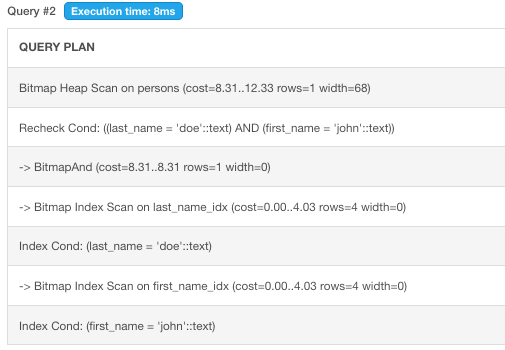 Query #2 Execution time: 8ms
QUERY PLAN
Bitmap Heap Scan on persons (cost=8.31..12.33 rows=1 width=68)
Recheck Cond: ((last_name = 'doe'::text) AND (first_name = 'john'::text))
-> BitmapAnd (cost=8.31..8.31 rows=1 width=0)
-> Bitmap Index Scan on last_name_idx (cost=0.00..4.03 rows=4 width=0)
Index Cond: (last_name = 'doe'::text)
-> Bitmap Index Scan on first_name_idx (cost=0.00..4.03 rows=4 width=0)
Index Cond: (first_name = 'john'::text)